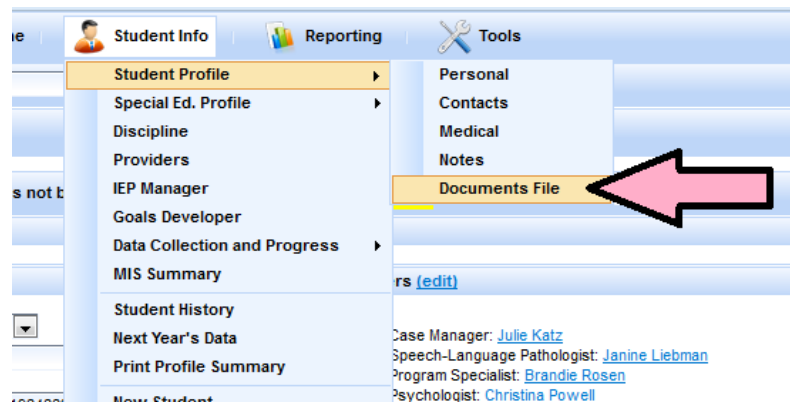 Student Info Reporting Tools
Student Profile
Special Ed. Profile
Discipline
Providers
IEP Manager
Goals Developer
Data Collection and Progress
MIS Summary
Student History
Next Year's Data
Print Profile Summary
New Student
Personal
Contacts
Medical
Notes
Documents File
s not b
rs (edit)
Case Manager: Julie Katz
Speech-Language Pathologist: Janine Liebman
Program Specialist: Brandie Rosen
Psychologist: Christina Powell